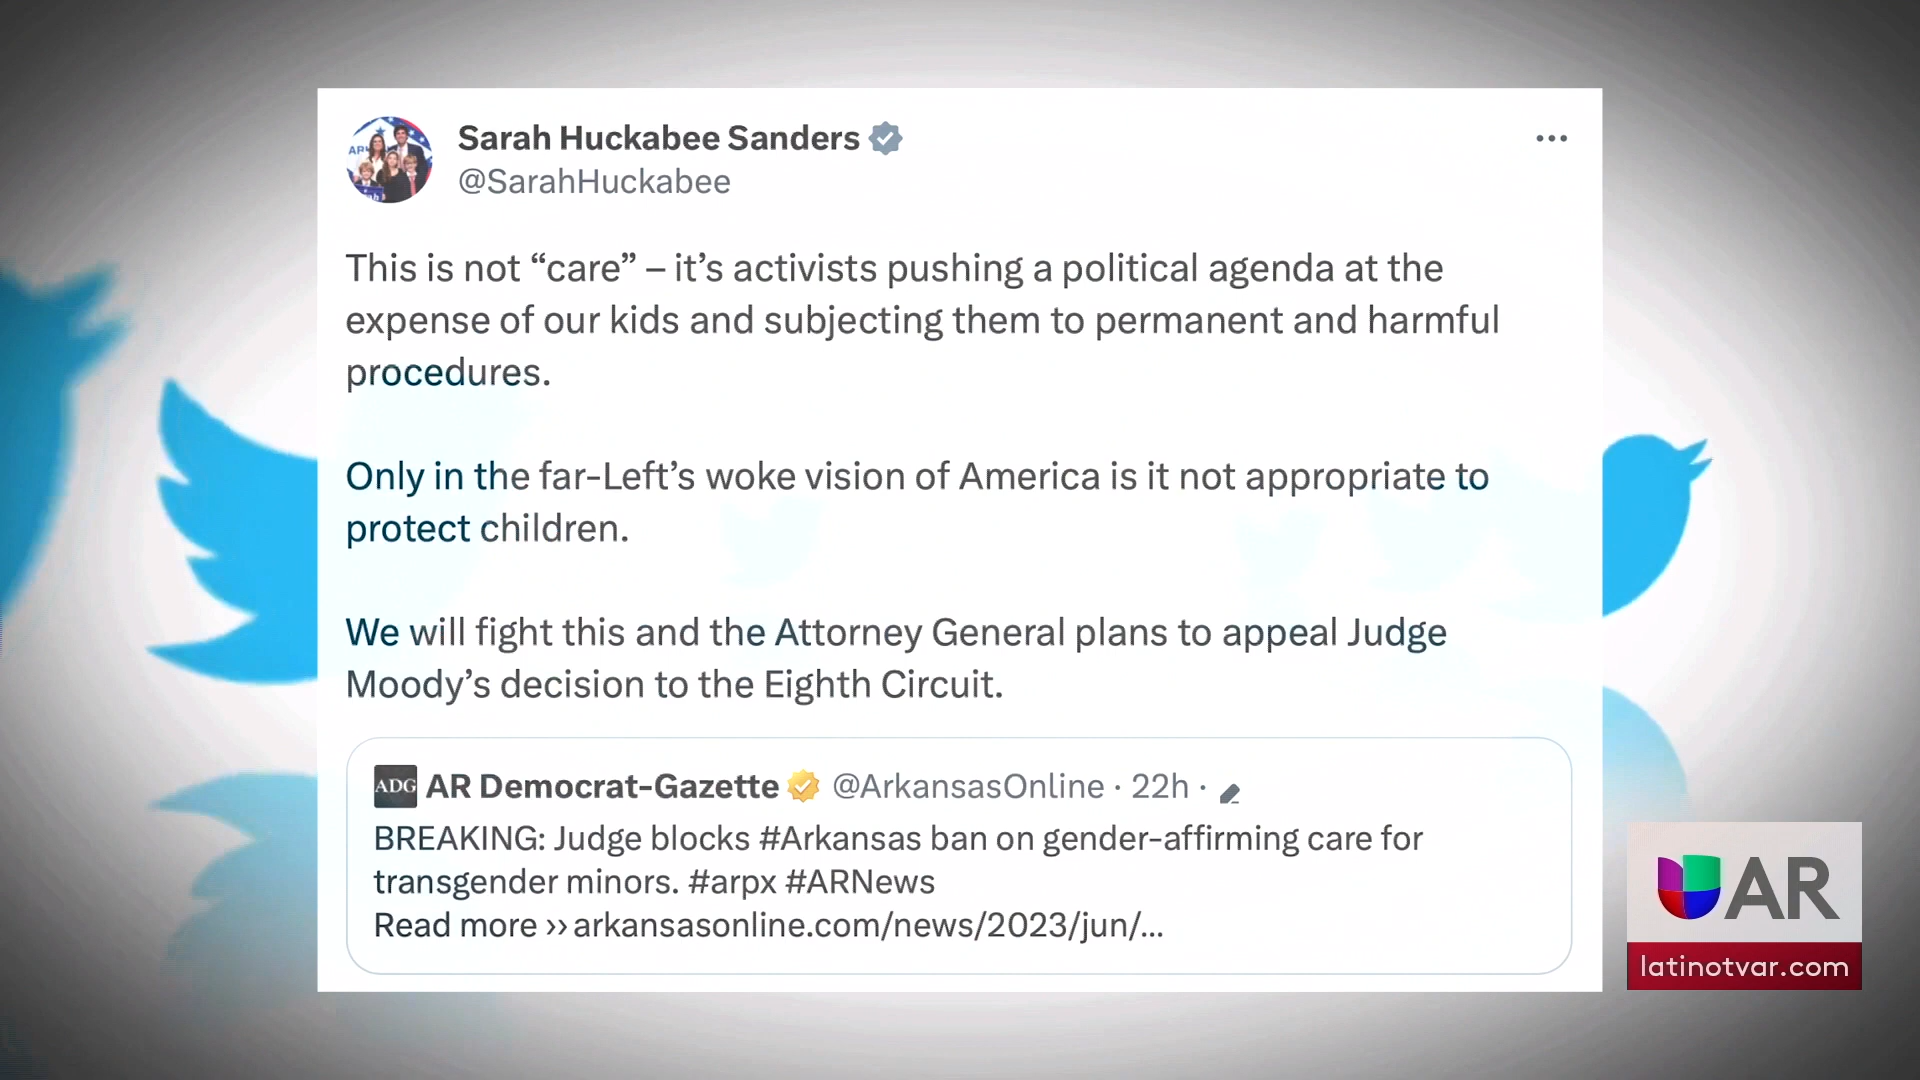 Sarah Huckabee Sanders
@SarahHuckabee
This is not “care” – it’s activists pushing a political agenda at the
expense of our kids and subjecting them to permanent and harmful
procedures.
Only in the far-Left’s woke vision of America is it not appropriate to
protect children.
We will fight this and the Attorney General plans to appeal Judge
Moody’s decision to the Eighth Circuit.
ADG AR Democrat-Gazette @ArkansasOnline · 22h ·
BREAKING: Judge blocks #Arkansas ban on gender-affirming care for
transgender minors. #arpx #ARNews
Read more ›› arkansasonline.com/news/2023/jun/...
AR
latinotvar.com